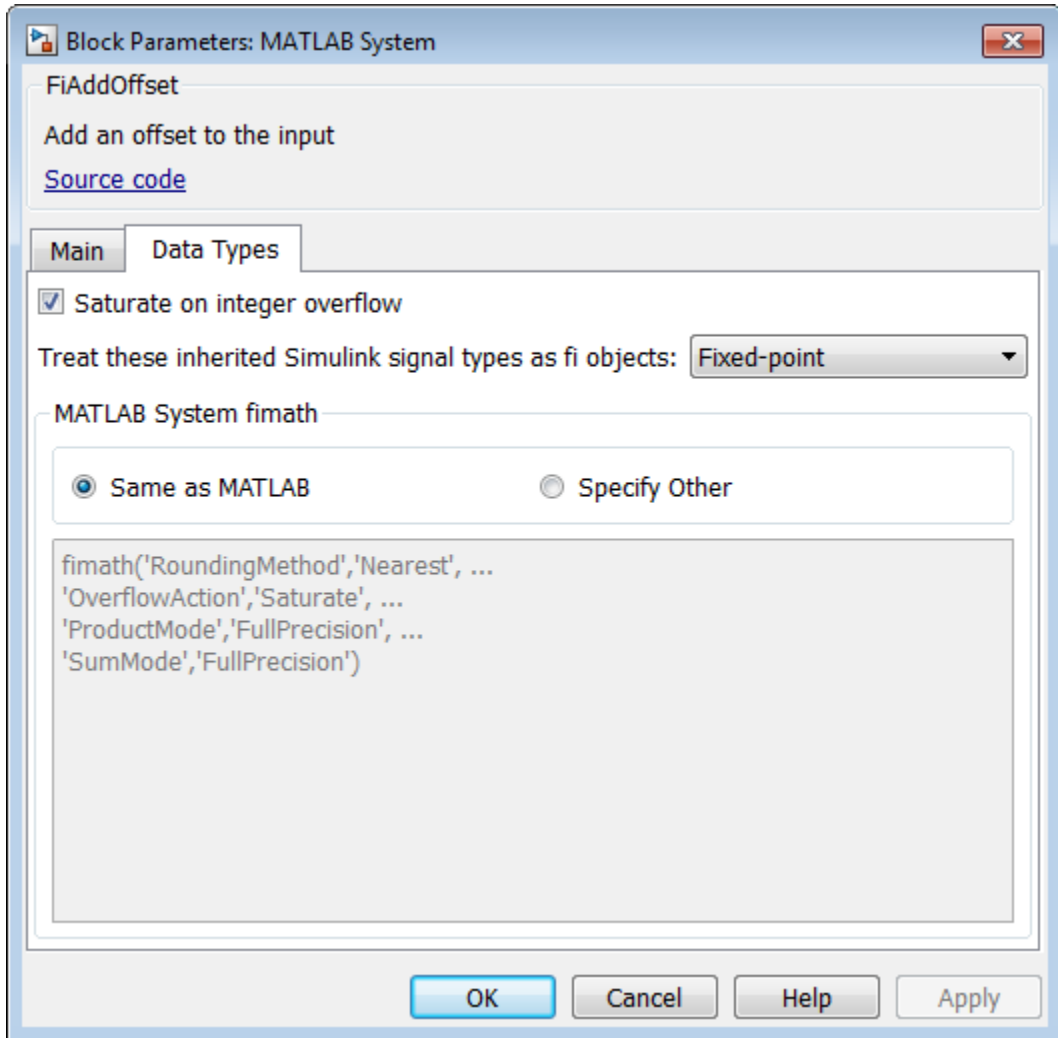 Block Parameters: MATLAB System
FiAddOffset
Add an offset to the input
Source code
Main Data Types
Saturate on integer overflow
Treat these inherited Simulink signal types as fi objects: Fixed-point
MATLAB System fimath
Same as MATLAB Specify Other
fimath('RoundingMethod','Nearest', ...
'OverflowAction','Saturate', ...
'ProductMode','FullPrecision', ...
'SumMode','FullPrecision')
OK Cancel Help Apply